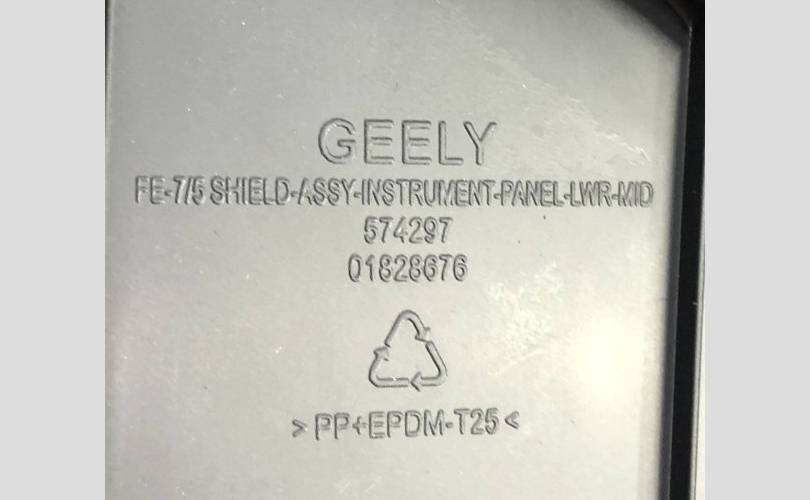 GEELY
FE-7/5 SHIELD-ASSY-INSTRUMENT-PANEL-LWR-MID
574297
01828676
>PP+EPDM-T25<